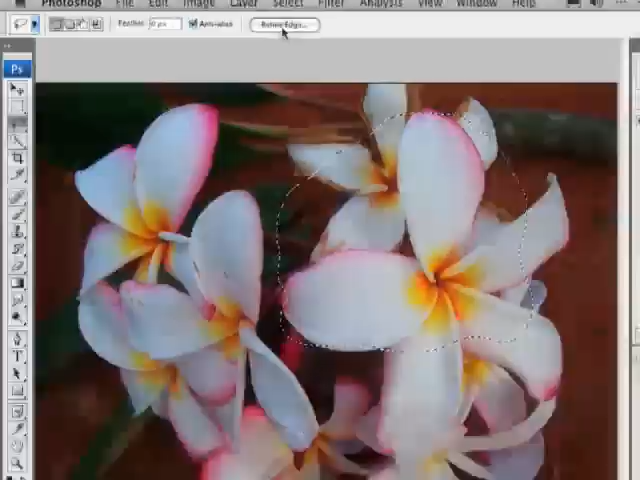 Photoshop File Edit Image Layer Select Filter Analysis View Window Help
Feather: 0 px Anti-alias Refine Edge...
Ps
T